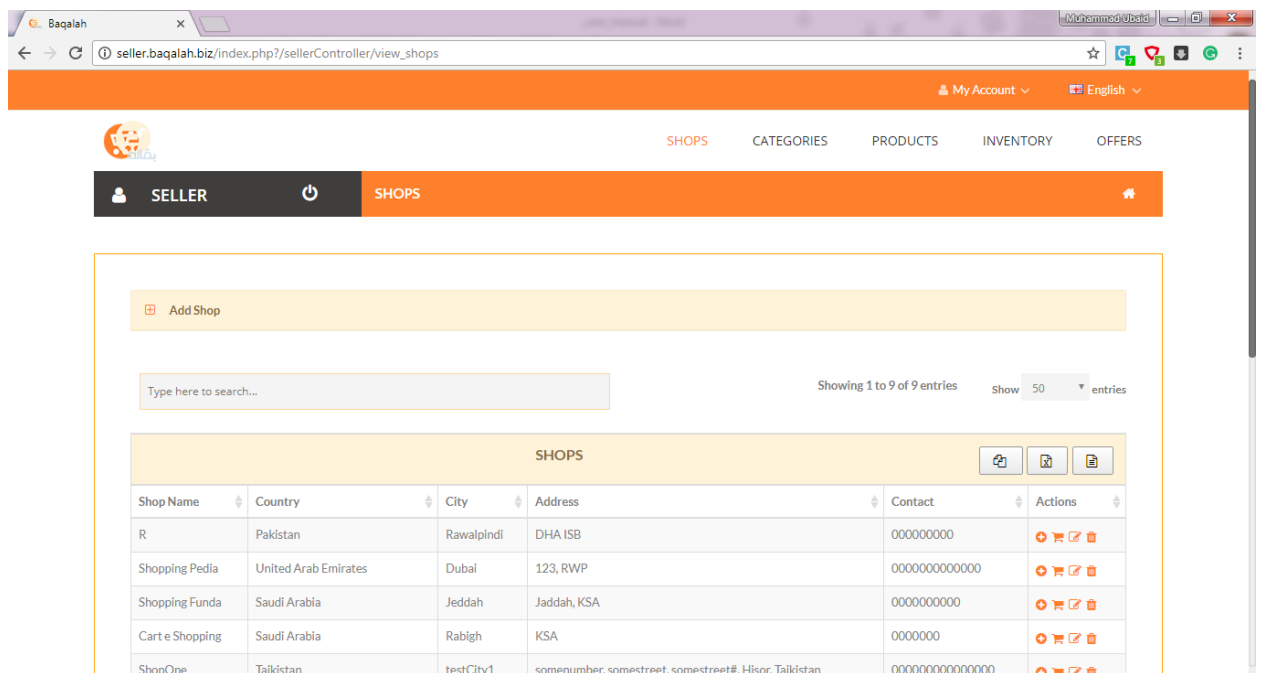 Baqalah
Muhammad Ubaid
seller.baqalah.biz/index.php?/sellerController/view_shops
7
3
My Account
English
بقالة
SHOPS CATEGORIES PRODUCTS INVENTORY OFFERS
SELLER SHOPS
Add Shop
Type here to search...
Showing 1 to 9 of 9 entries Show 50 entries
SHOPS
Shop Name Country City Address Contact Actions
R Pakistan Rawalpindi DHA ISB 000000000
Shopping Pedia United Arab Emirates Dubai 123, RWP 0000000000000
Shopping Funda Saudi Arabia Jeddah Jaddah, KSA 0000000000
Cart e Shopping Saudi Arabia Rabigh KSA 0000000
ShopOne Tajikistan testCity1 somenumber, somestreet, somestreet#, Hisor, Tajikistan 000000000000000